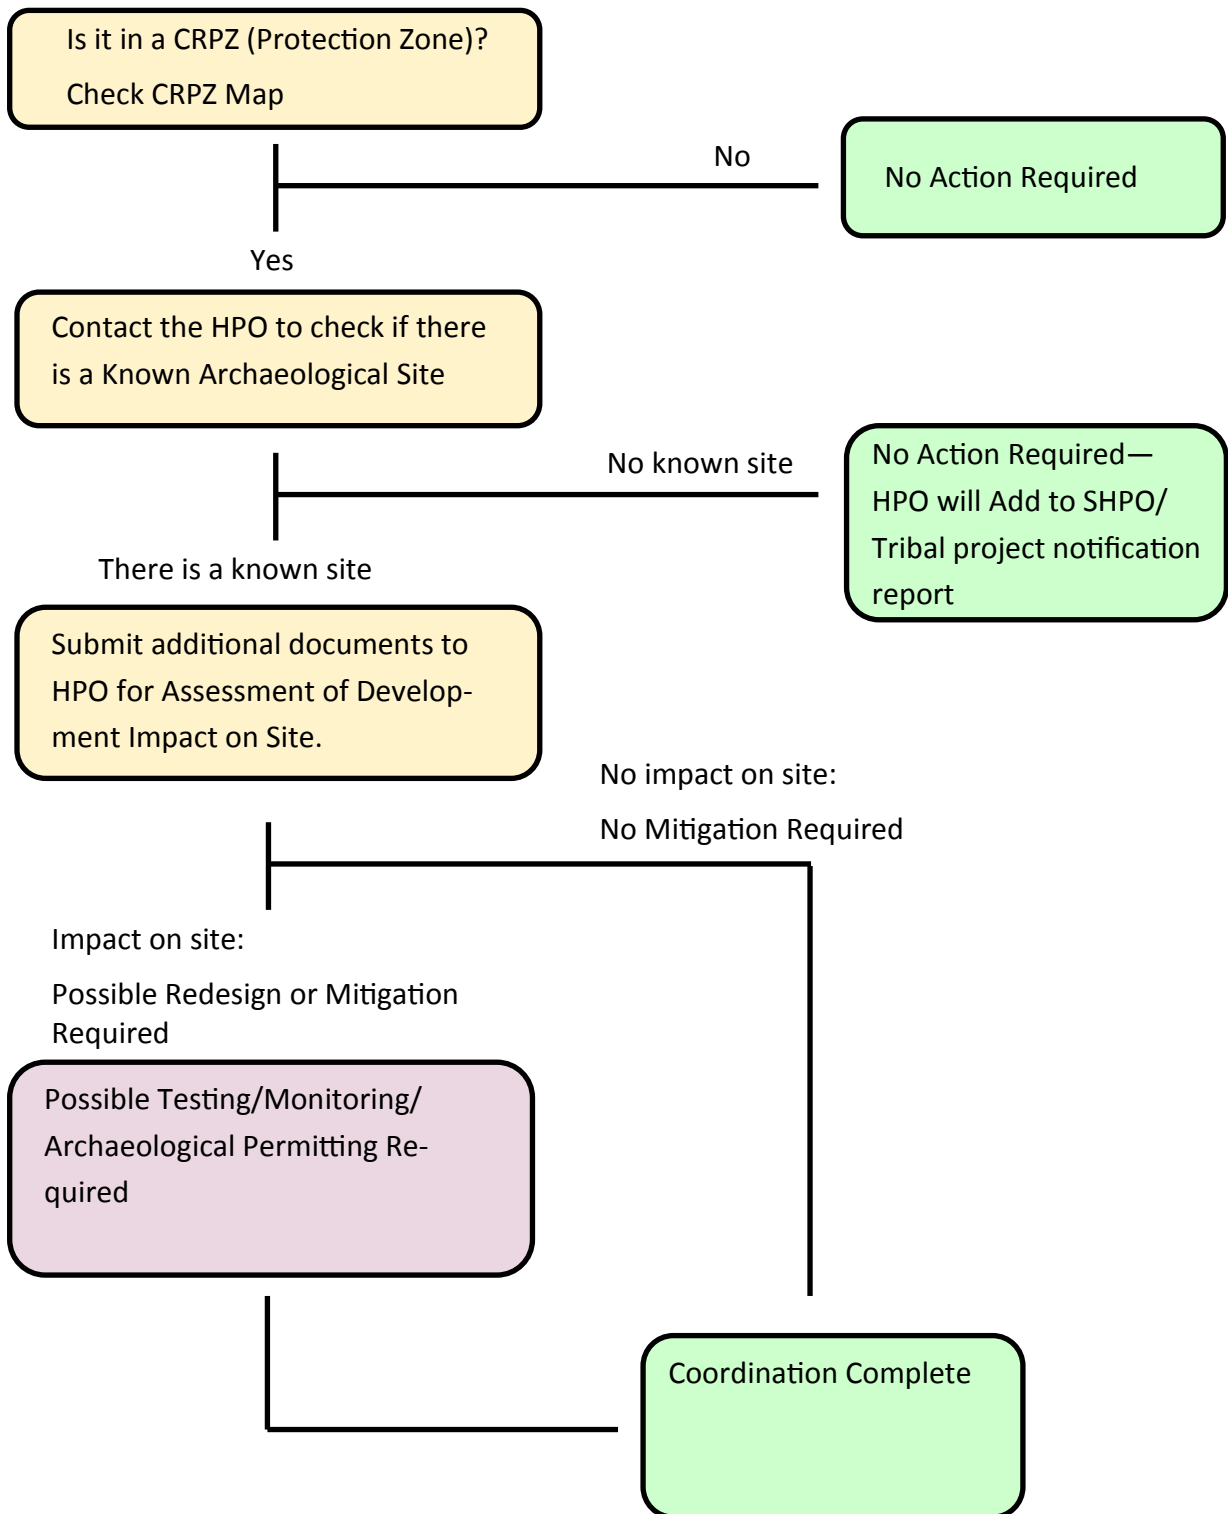 Is it in a CRPZ (Protection Zone)?
Check CRPZ Map
No
No Action Required
Yes
Contact the HPO to check if there
is a Known Archaeological Site
No known site
No Action Required—
HPO will Add to SHPO/
Tribal project notification
report
There is a known site
Submit additional documents to
HPO for Assessment of Develop-
ment Impact on Site.
No impact on site:
No Mitigation Required
Impact on site:
Possible Redesign or Mitigation
Required
Possible Testing/Monitoring/
Archaeological Permitting Re-
quired
Coordination Complete